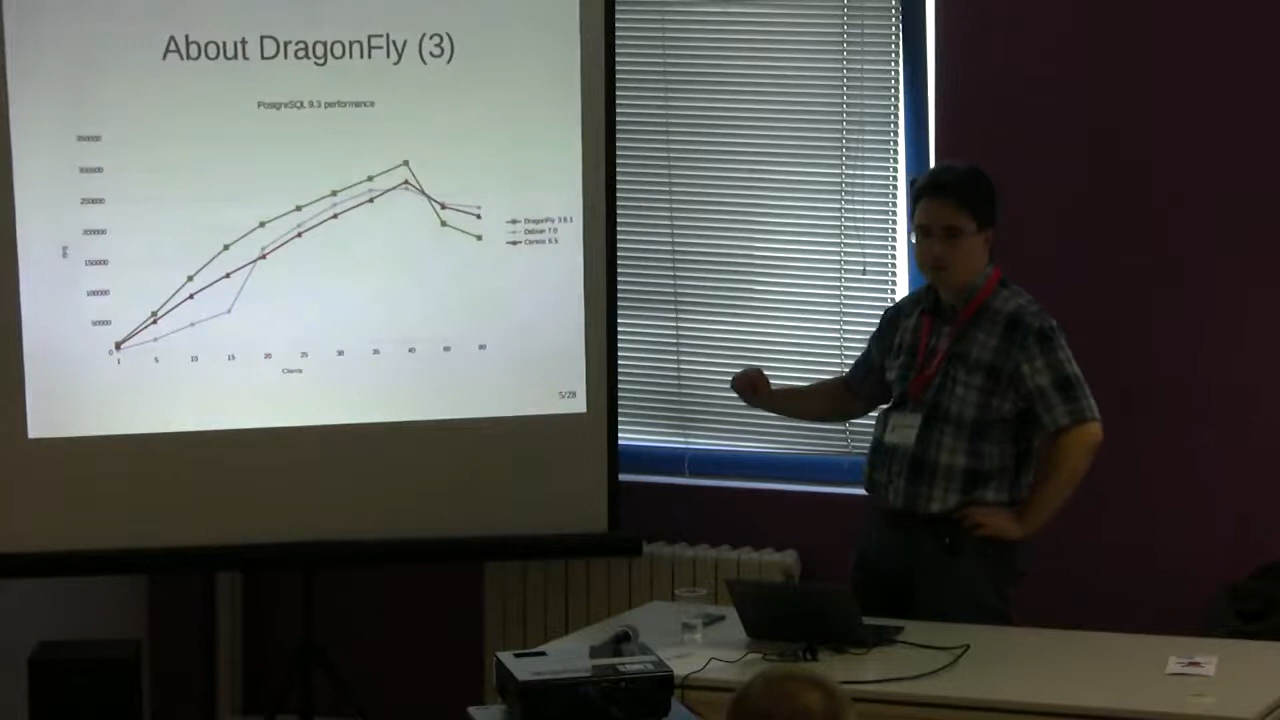 About DragonFly (3)
PostgreSQL 9.3 performance
350000
300000
250000
200000
150000
100000
50000
0
1 5 10 15 20 25 30 35 40 60 80
Clients
DragonFly 3.6.1
Debian 7.0
Centos 6.5
5/28